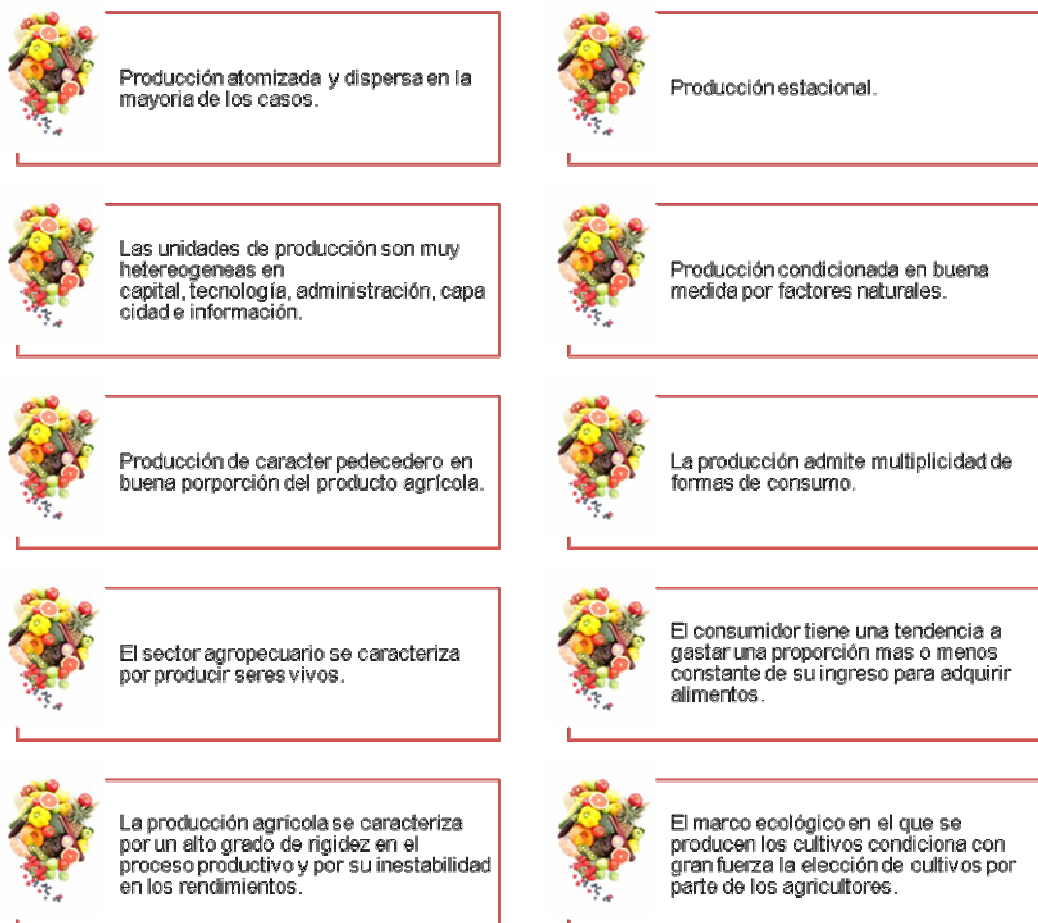 Producción atomizada y dispersa en la
mayoria de los casos.
Producción estacional.
Las unidades de producción son muy
hetereogeneas en
capital, tecnología, administración, capa
cidad e información.
Producción condicionada en buena
medida por factores naturales.
Producción de caracter pedecedero en
buena porporción del producto agrícola.
La producción admite multiplicidad de
formas de consumo.
El sector agropecuario se caracteriza
por producir seres vivos.
El consumidor tiene una tendencia a
gastar una proporción mas o menos
constante de su ingreso para adquirir
alimentos.
La producción agrícola se caracteriza
por un alto grado de rigidez en el
proceso productivo y por su inestabilidad
en los rendimientos.
El marco ecológico en el que se
producen los cultivos condiciona con
gran fuerza la elección de cultivos por
parte de los agricultores.